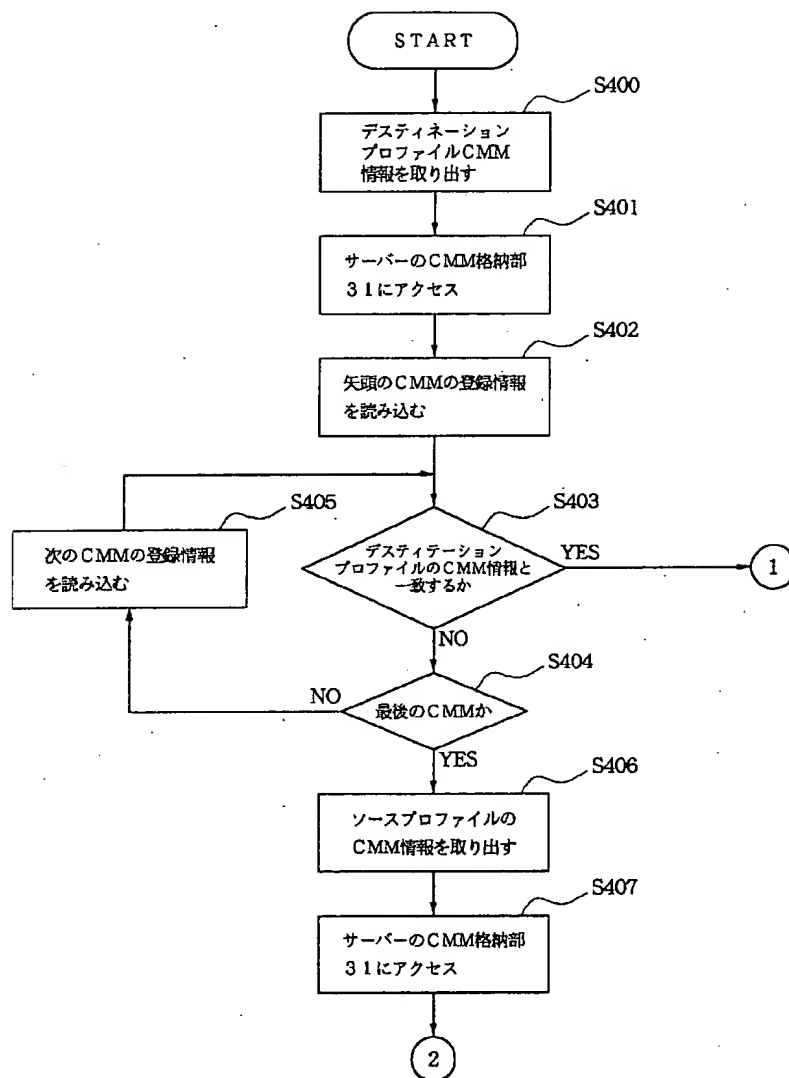 START
S400
デスティネーション
プロファイルCMM
情報を取り出す
S401
サーバーのCMM格納部
31にアクセス
S402
矢頭のCMMの登録情報
を読み込む
S403
デスティテーション
プロファイルのCMM情報と
一致するか
YES
1
S405
次のCMMの登録情報
を読み込む
NO
S404
最後のCMMか
NO
YES
S406
ソースプロファイルの
CMM情報を取り出す
S407
サーバーのCMM格納部
31にアクセス
2